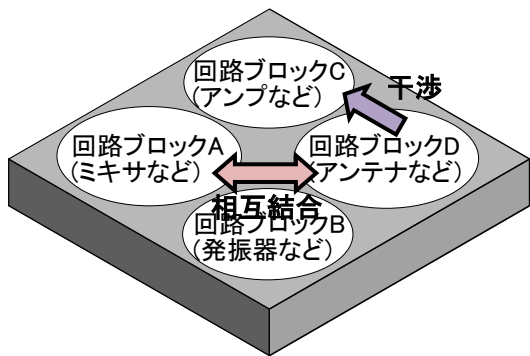 回路ブロックC
(アンプなど)
干渉
回路ブロックA
(ミキサなど)
回路ブロックD
(アンテナなど)
相互結合
回路ブロックB
(発振器など)